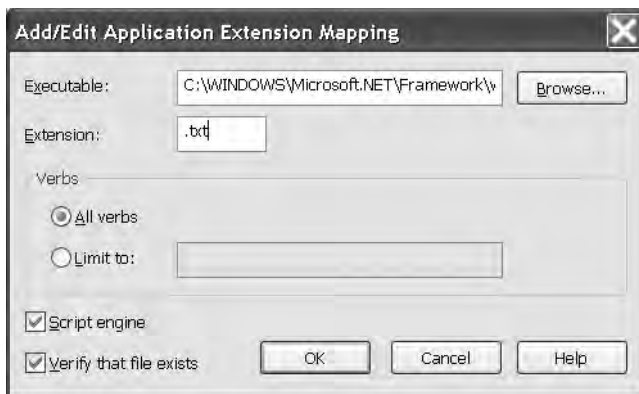 Add/Edit Application Extension Mapping
Executable: C:\WINDOWS\Microsoft.NET\Framework\v Browse...
Extension: .txt
Verbs
All verbs
Limit to:
Script engine
Verify that file exists OK Cancel Help